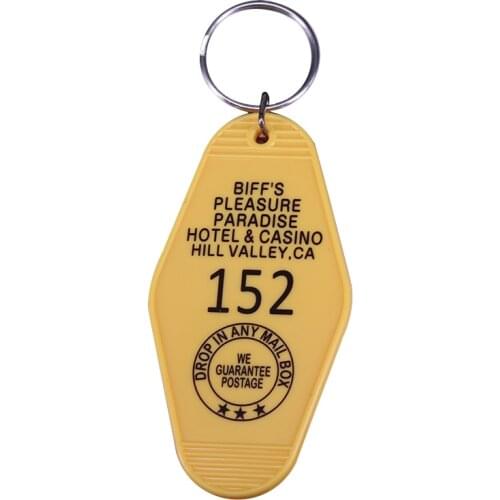 BIFF'S
PLEASURE
PARADISE
HOTEL & CASINO
HILL VALLEY,CA
152
DROP IN ANY MAIL BOX
WE
GUARANTEE
POSTAGE